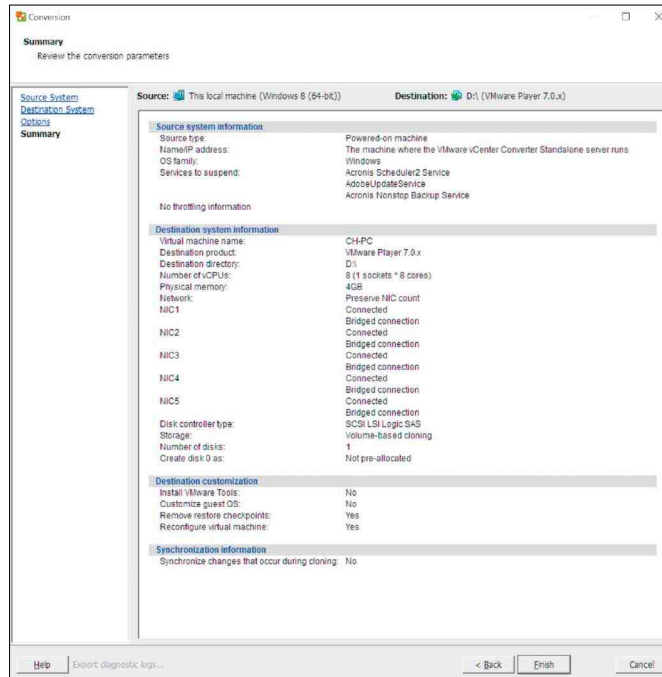 Conversion
Summary
Review the conversion parameters
Source System
Destination System
Options
Summary
Source: This local machine (Windows 8 (64-bit)) Destination: D:\ (VMware Player 7.0.x)
Source system information
Source type: Powered-on machine
Name/IP address: The machine where the VMware vCenter Converter Standalone server runs
OS family: Windows
Services to suspend: Acronis Scheduler2 Service
AdobeUpdateService
Acronis Nonstop Backup Service
No throttling information
Destination system information
Virtual machine name: CH-PC
Destination product: VMware Player 7.0.x
Destination directory: D:\
Number of vCPUs: 8 (1 sockets * 8 cores)
Physical memory: 4GB
Network: Preserve NIC count
NIC1 Connected
Bridged connection
NIC2 Connected
Bridged connection
NIC3 Connected
Bridged connection
NIC4 Connected
Bridged connection
NIC5 Connected
Bridged connection
Disk controller type: SCSI LSI Logic SAS
Storage: Volume-based cloning
Number of disks: 1
Create disk 0 as: Not pre-allocated
Destination customization
Install VMware Tools: No
Customize guest OS: No
Remove restore checkpoints: Yes
Reconfigure virtual machine: Yes
Synchronization information
Synchronize changes that occur during cloning: No
Help Export diagnostic logs... < Back Finish Cancel